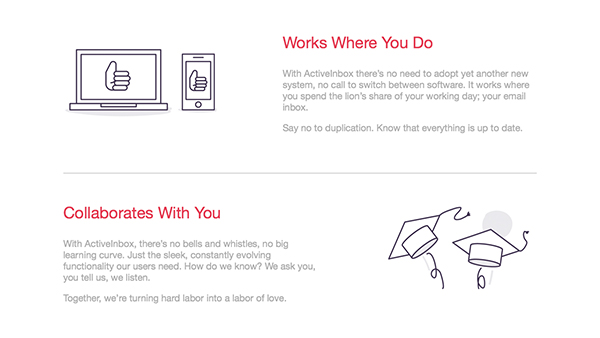 Works Where You Do
With ActiveInbox there's no need to adopt yet another new
system, no call to switch between software. It works where
you spend the lion's share of your working day; your email
inbox.
Say no to duplication. Know that everything is up to date.
Collaborates With You
With ActiveInbox, there's no bells and whistles, no big
learning curve. Just the sleek, constantly evolving
functionality our users need. How do we know? We ask you,
you tell us, we listen.
Together, we're turning hard labor into a labor of love.